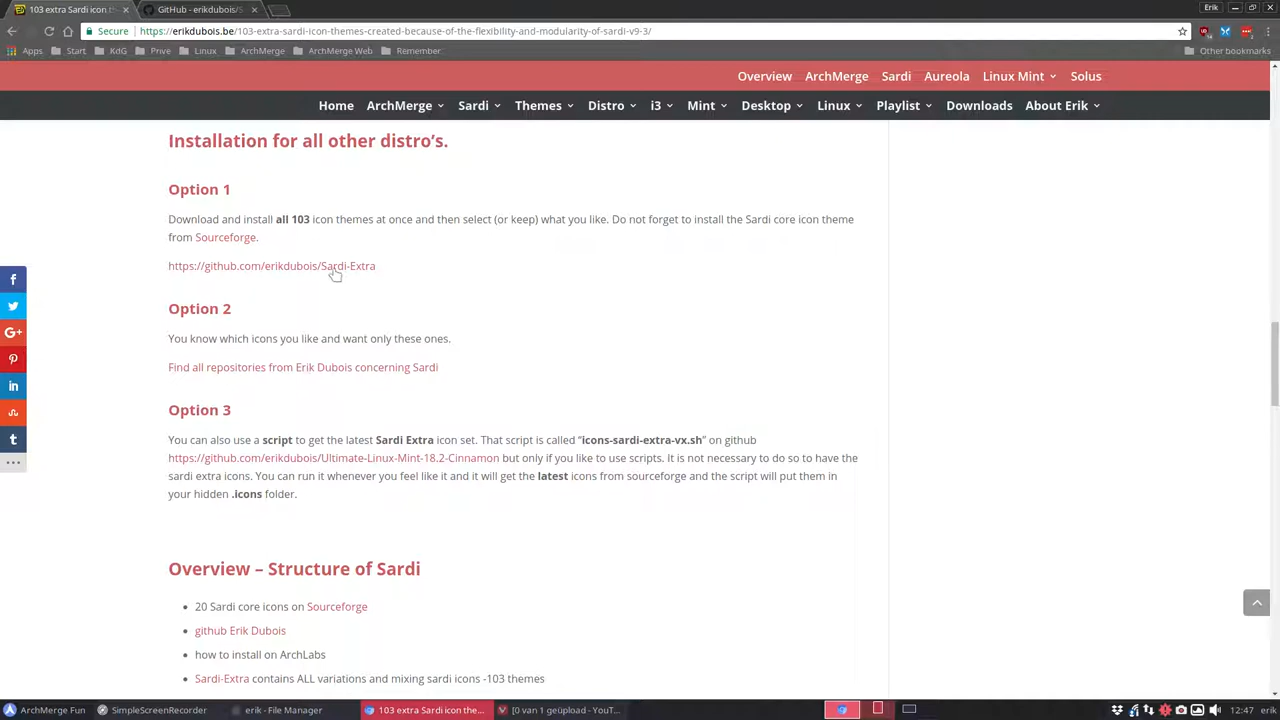 103 extra Sardi icon th
GitHub - erikdubois/S
Erik
Secure
https://erikdubois.be/103-extra-sardi-icon-themes-created-because-of-the-flexibility-and-modularity-of-sardi-v9-3/
Apps Start KdG Prive Linux ArchMerge ArchMerge Web Remember Other bookmarks
Overview ArchMerge Sardi Aureola Linux Mint Solus
Home ArchMerge Sardi Themes Distro i3 Mint Desktop Linux Playlist Downloads About Erik
Installation for all other distro’s.
Option 1
Download and install all 103 icon themes at once and then select (or keep) what you like. Do not forget to install the Sardi core icon theme
from Sourceforge.
https://github.com/erikdubois/Sardi-Extra
Option 2
You know which icons you like and want only these ones.
Find all repositories from Erik Dubois concerning Sardi
Option 3
You can also use a script to get the latest Sardi Extra icon set. That script is called “icons-sardi-extra-vx.sh” on github
https://github.com/erikdubois/Ultimate-Linux-Mint-18.2-Cinnamon but only if you like to use scripts. It is not necessary to do so to have the
sardi extra icons. You can run it whenever you feel like it and it will get the latest icons from sourceforge and the script will put them in
your hidden .icons folder.
Overview – Structure of Sardi
20 Sardi core icons on Sourceforge
github Erik Dubois
how to install on ArchLabs
Sardi-Extra contains ALL variations and mixing sardi icons -103 themes
ArchMerge Fun SimpleScreenRecorder erik - File Manager 103 extra Sardi icon the... [0 van 1 geüpload - YouT... 12:47 erik